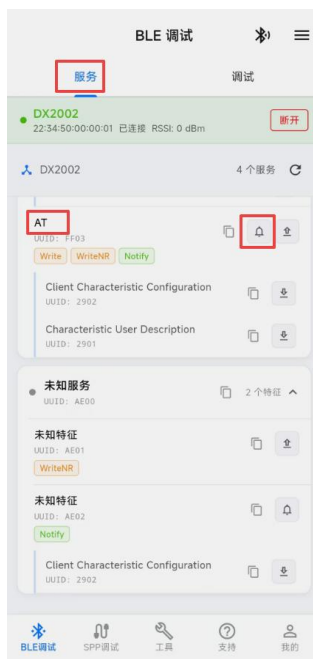 BLE 调试
服务
调试
DX2002
断开
22:34:50:00:00:01 已连接 RSSI: 0 dBm
DX2002
4 个服务
AT
UUID: FF03
Write
WriteNR
Notify
Client Characteristic Configuration
UUID: 2902
Characteristic User Description
UUID: 2901
未知服务
2 个特征
UUID: AE00
未知特征
UUID: AE01
WriteNR
未知特征
UUID: AE02
Notify
Client Characteristic Configuration
UUID: 2902
BLE调试
SPP调试
工具
支持
我的